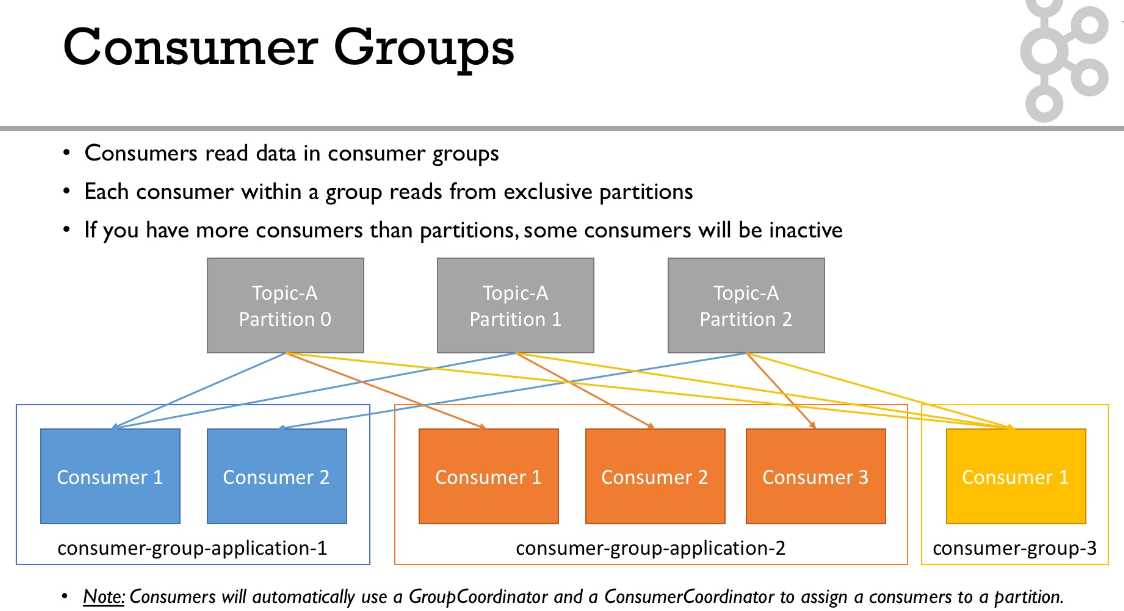 Consumer Groups
• Consumers read data in consumer groups
• Each consumer within a group reads from exclusive partitions
• If you have more consumers than partitions, some consumers will be inactive
Topic-A
Partition 0
Topic-A
Partition 1
Topic-A
Partition 2
Consumer 1
Consumer 2
consumer-group-application-1
Consumer 1
Consumer 2
Consumer 3
consumer-group-application-2
Consumer 1
consumer-group-3
• Note: Consumers will automatically use a GroupCoordinator and a ConsumerCoordinator to assign a consumers to a partition.